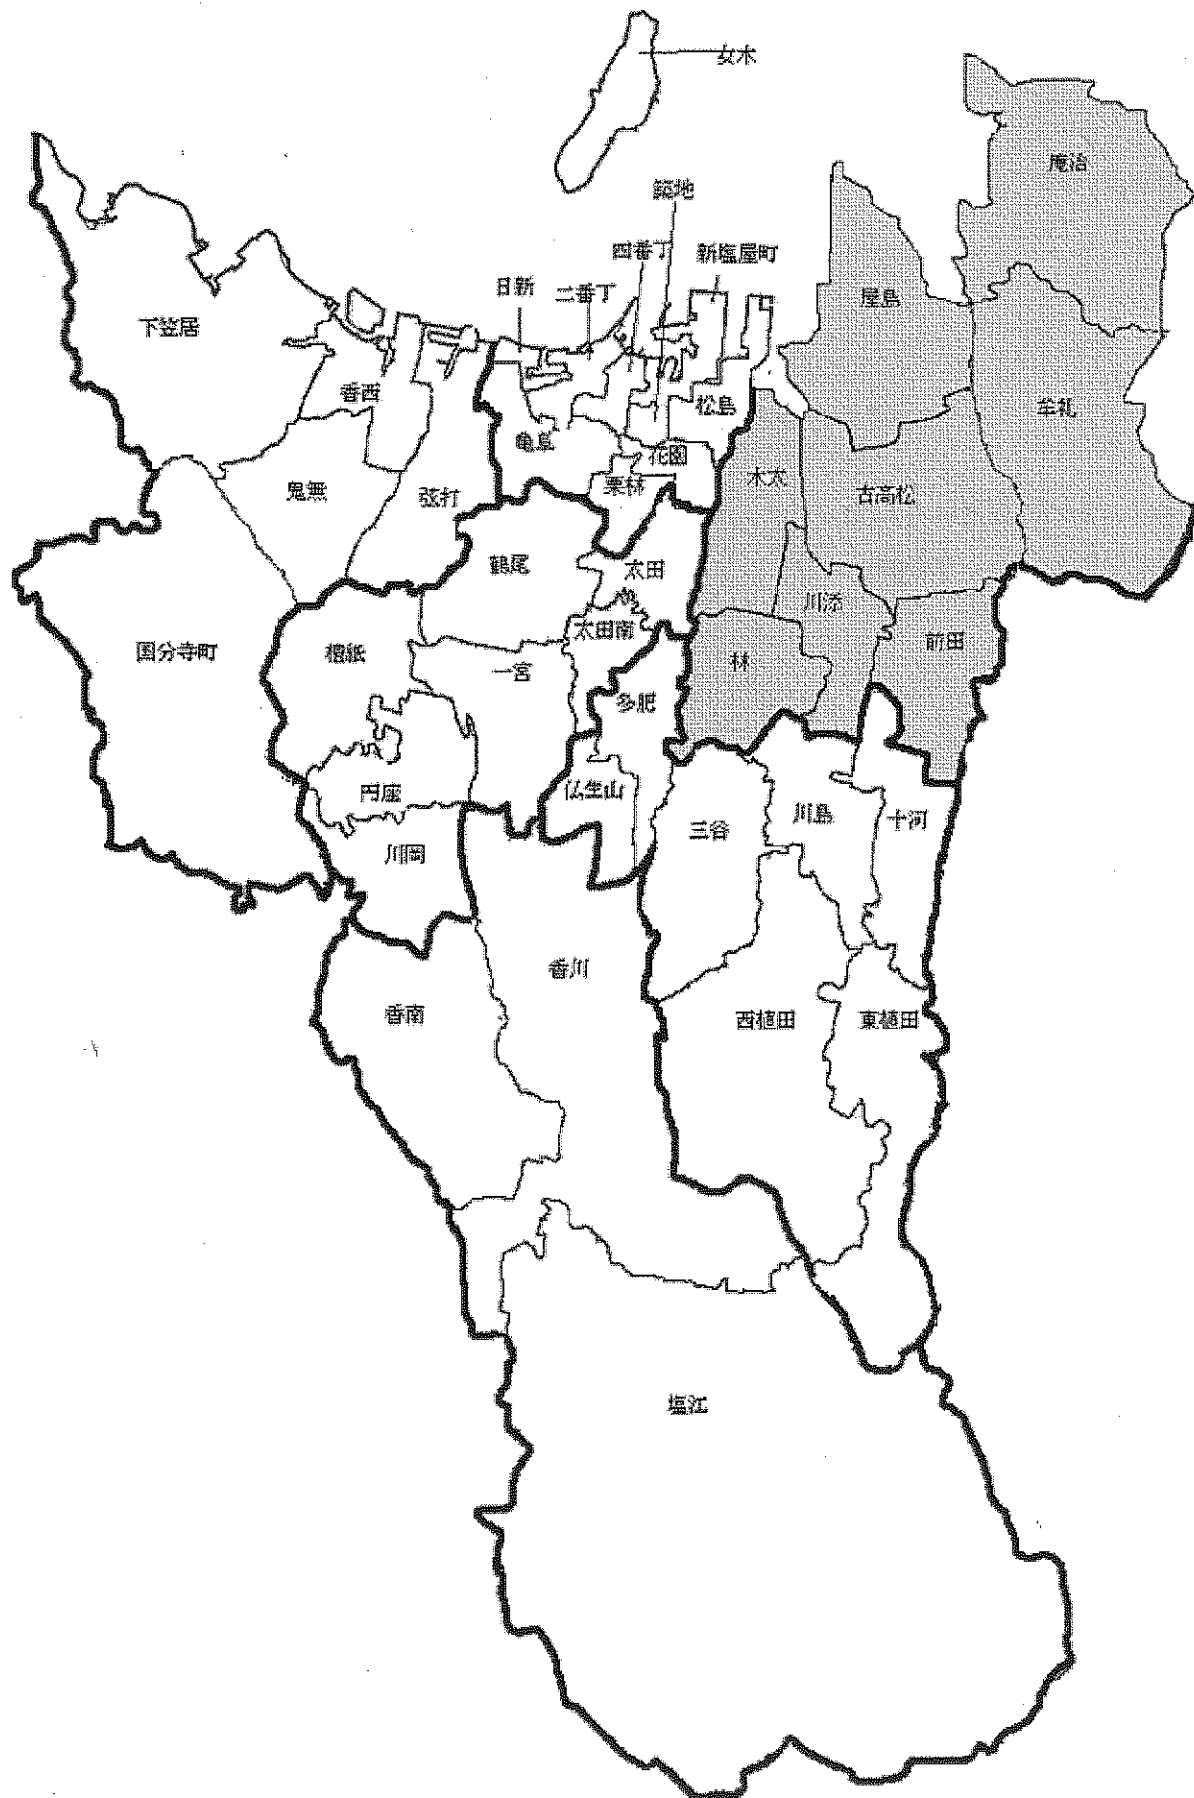 女木
庵治
築地
四番丁
新塩屋町
日新
二番丁
屋島
下笠居
香西
松島
牟礼
亀阜
花園
木太
鬼無
弦打
栗林
古高松
鶴尾
太田
川添
太田南
国分寺町
檀紙
一宮
林
前田
多肥
円座
仏生山
三谷
川島
十河
川岡
香川
香南
西植田
東植田
塩江